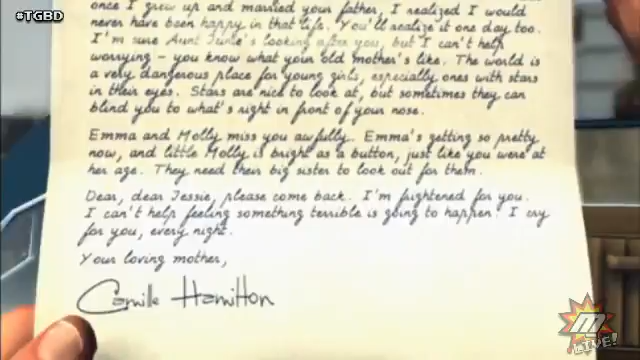 #TGBD
once I grew up and married your father, I realized I would
never have been happy in that life. You'll realize it one day too.
I'm sure Aunt Junie's looking after you, but I can't help
worrying – you know what your old mother's like. The world is
a very dangerous place for young girls, especially ones with stars
in their eyes. Stars are nice to look at, but sometimes they can
blind you to what's right in front of your nose.
Emma and Molly miss you awfully. Emma's getting so pretty
now, and little Molly is bright as a button, just like you were at
her age. They need their big sister to look out for them.
Dear, dear Jessie, please come back. I'm frightened for you.
I can't help feeling something terrible is going to happen. I cry
for you, every night.
Your loving mother,
Camille Hamilton
M
LIVE!